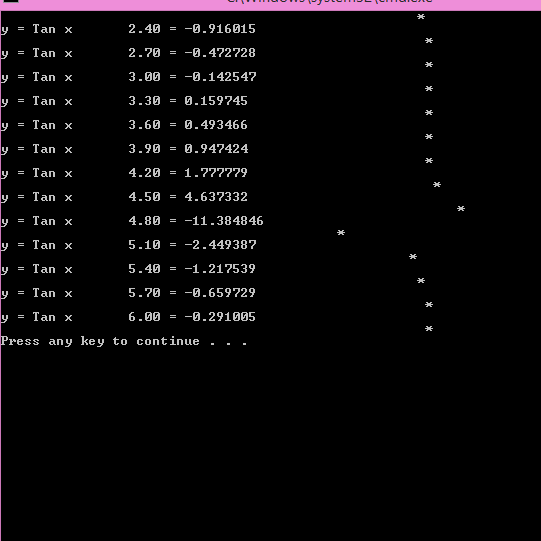 C:\Windows\system32\cmd.exe
*
y = Tan x 2.40 = -0.916015
*
y = Tan x 2.70 = -0.472728
*
y = Tan x 3.00 = -0.142547
*
y = Tan x 3.30 = 0.159745
*
y = Tan x 3.60 = 0.493466
*
y = Tan x 3.90 = 0.947424
*
y = Tan x 4.20 = 1.777779
*
y = Tan x 4.50 = 4.637332
*
y = Tan x 4.80 = -11.384846
*
y = Tan x 5.10 = -2.449387
*
y = Tan x 5.40 = -1.217539
*
y = Tan x 5.70 = -0.659729
*
y = Tan x 6.00 = -0.291005
*
Press any key to continue . . .